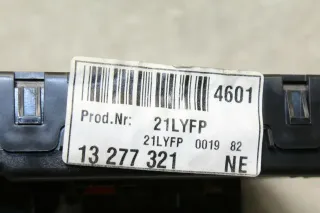 4601
Prod.Nr: 21LYFP
21LYFP 0019 82
13 277 321 NE